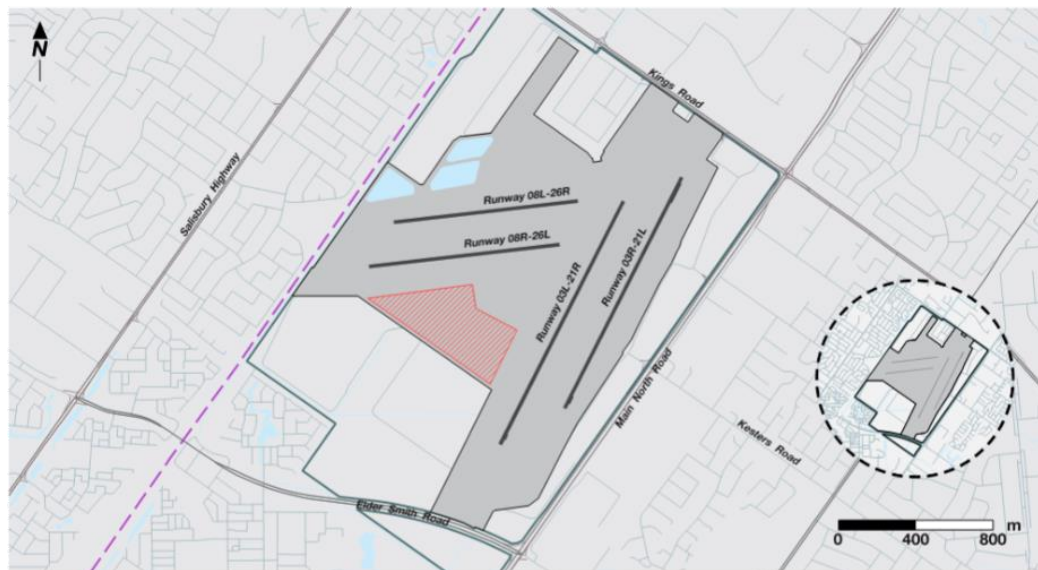 N
Kings Road
Salisbury Highway
Runway 08L-26R
Runway 08R-26L
Runway 03L-21R
Runway 03R-21L
Main North Road
Kesters Road
Elder Smith Road
m
0 400 800